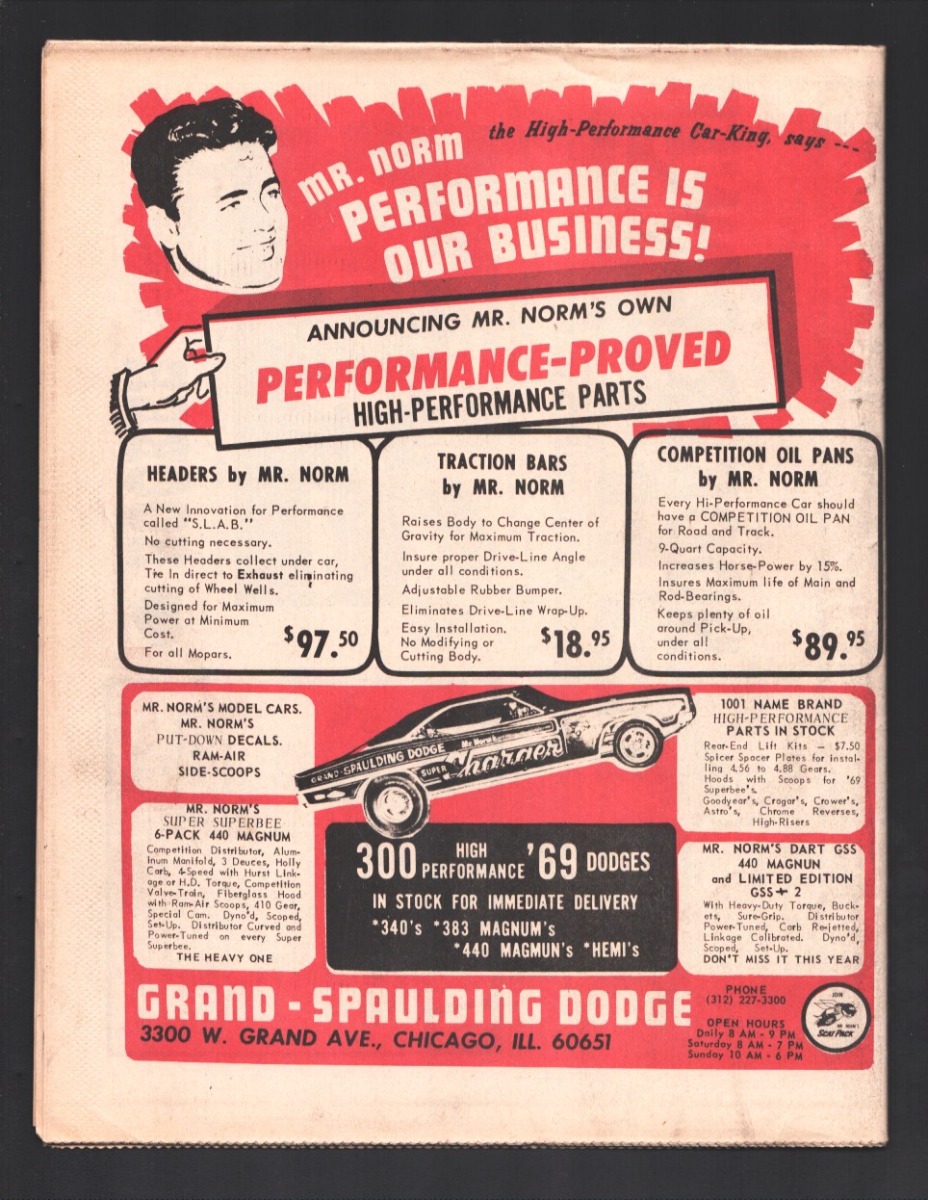 the High-Performance Car-King, says ---
MR. NORM
PERFORMANCE IS
OUR BUSINESS!
ANNOUNCING MR. NORM'S OWN
PERFORMANCE-PROVED
HIGH-PERFORMANCE PARTS
HEADERS by MR. NORM
A New Innovation for Performance
called "S.L.A.B."
No cutting necessary.
These Headers collect under car,
Tie In direct to Exhaust eliminating
cutting of Wheel Wells.
Designed for Maximum
Power at Minimum
Cost.
For all Mopars.
$97.50
TRACTION BARS
by MR. NORM
Raises Body to Change Center of
Gravity for Maximum Traction.
Insure proper Drive-Line Angle
under all conditions.
Adjustable Rubber Bumper.
Eliminates Drive-Line Wrap-Up.
Easy Installation.
No Modifying or
Cutting Body.
$18.95
COMPETITION OIL PANS
by MR. NORM
Every Hi-Performance Car should
have a COMPETITION OIL PAN
for Road and Track.
9-Quart Capacity.
Increases Horse-Power by 15%.
Insures Maximum life of Main and
Rod-Bearings.
Keeps plenty of oil
around Pick-Up,
under all
conditions.
$89.95
MR. NORM'S MODEL CARS.
MR. NORM'S
PUT-DOWN DECALS.
RAM-AIR
SIDE-SCOOPS
MR. NORM'S
SUPER SUPERBEE
6-PACK 440 MAGNUM
Competition Distributor, Alum-
inum Manifold, 3 Deuces, Holly
Carb, 4-Speed with Hurst Link-
age or H.D. Torque, Competition
Valve-Train, Fiberglass Hood
with Ram-Air Scoops, 410 Gear,
Special Cam. Dyno'd, Scoped,
Set-Up. Distributor Curved and
Power-Tuned on every Super
Superbee.
THE HEAVY ONE
GRAND-SPAULDING DODGE
Mr Norm's
SUPER Charger
300 HIGH PERFORMANCE '69 DODGES
IN STOCK FOR IMMEDIATE DELIVERY
*340's *383 MAGNUM's
*440 MAGMUN's *HEMI's
1001 NAME BRAND
HIGH-PERFORMANCE
PARTS IN STOCK
Rear-End Lift Kits — $7.50
Spicer Spacer Plates for instal-
ling 4.56 to 4.88 Gears.
Hoods with Scoops for '69
Superbee's.
Goodyear's, Crogar's, Crower's,
Astro's, Chrome Reverses,
High-Risers
MR. NORM'S DART GSS
440 MAGNUN
and LIMITED EDITION
GSS+ 2
With Heavy-Duty Torque, Buck-
ets, Sure-Grip. Distributor
Power-Tuned, Carb Re-jetted,
Linkage Calibrated. Dyno'd,
Scoped, Set-Up.
DON'T MISS IT THIS YEAR
GRAND - SPAULDING DODGE
3300 W. GRAND AVE., CHICAGO, ILL. 60651
PHONE
(312) 227-3300
OPEN HOURS
Daily 8 AM - 9 PM
Saturday 8 AM - 7 PM
Sunday 10 AM - 6 PM
JOIN
MR NORM'S
SCAT PACK